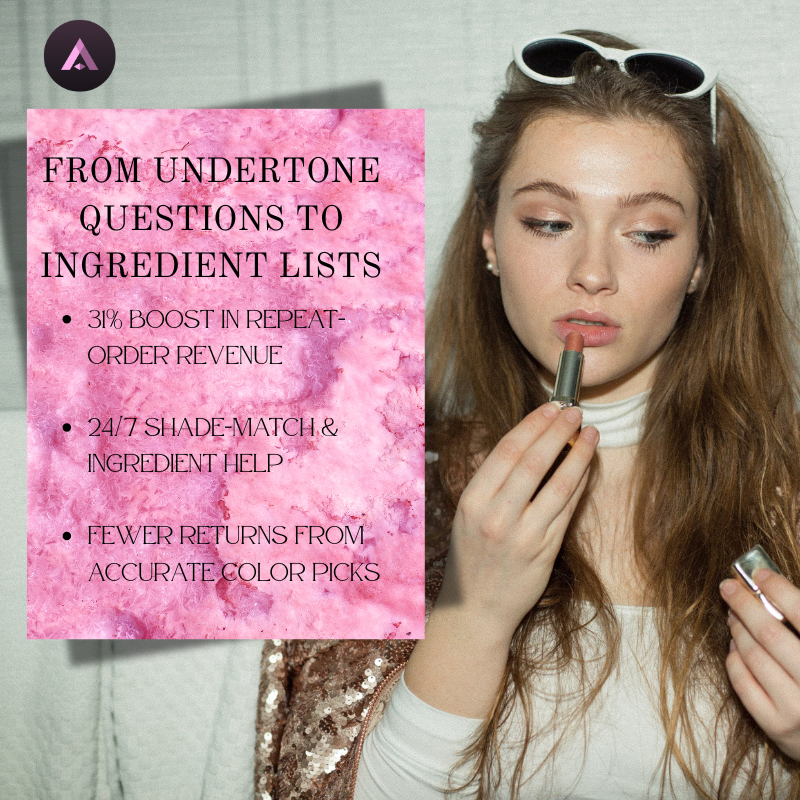 FROM UNDERTONE
QUESTIONS TO
INGREDIENT LISTS
• 31% BOOST IN REPEAT-
ORDER REVENUE
• 24/7 SHADE-MATCH &
INGREDIENT HELP
• FEWER RETURNS FROM
ACCURATE COLOR PICKS